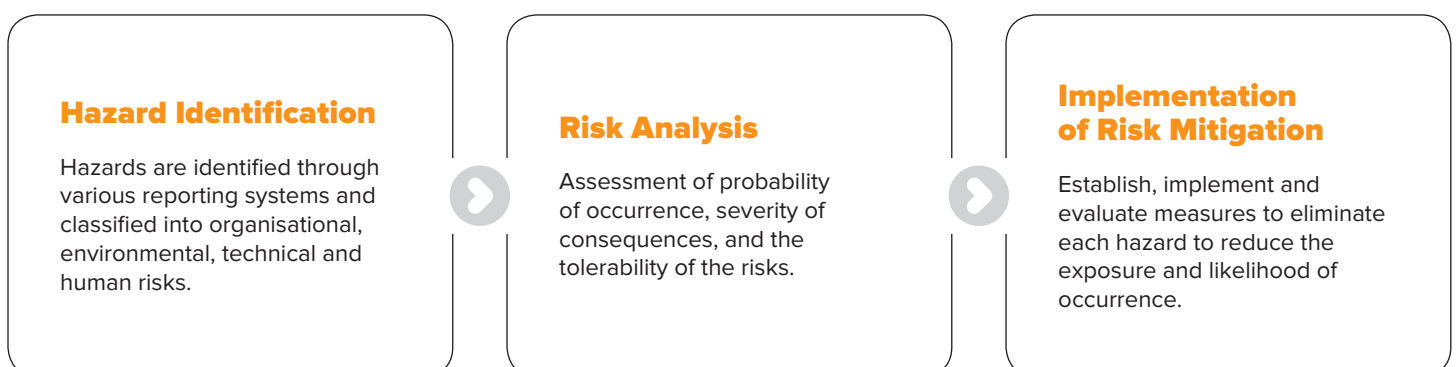 Hazard Identification
Hazards are identified through
various reporting systems and
classified into organisational,
environmental, technical and
human risks.
Risk Analysis
Assessment of probability
of occurrence, severity of
consequences, and the
tolerability of the risks.
Implementation
of Risk Mitigation
Establish, implement and
evaluate measures to eliminate
each hazard to reduce the
exposure and likelihood of
occurrence.